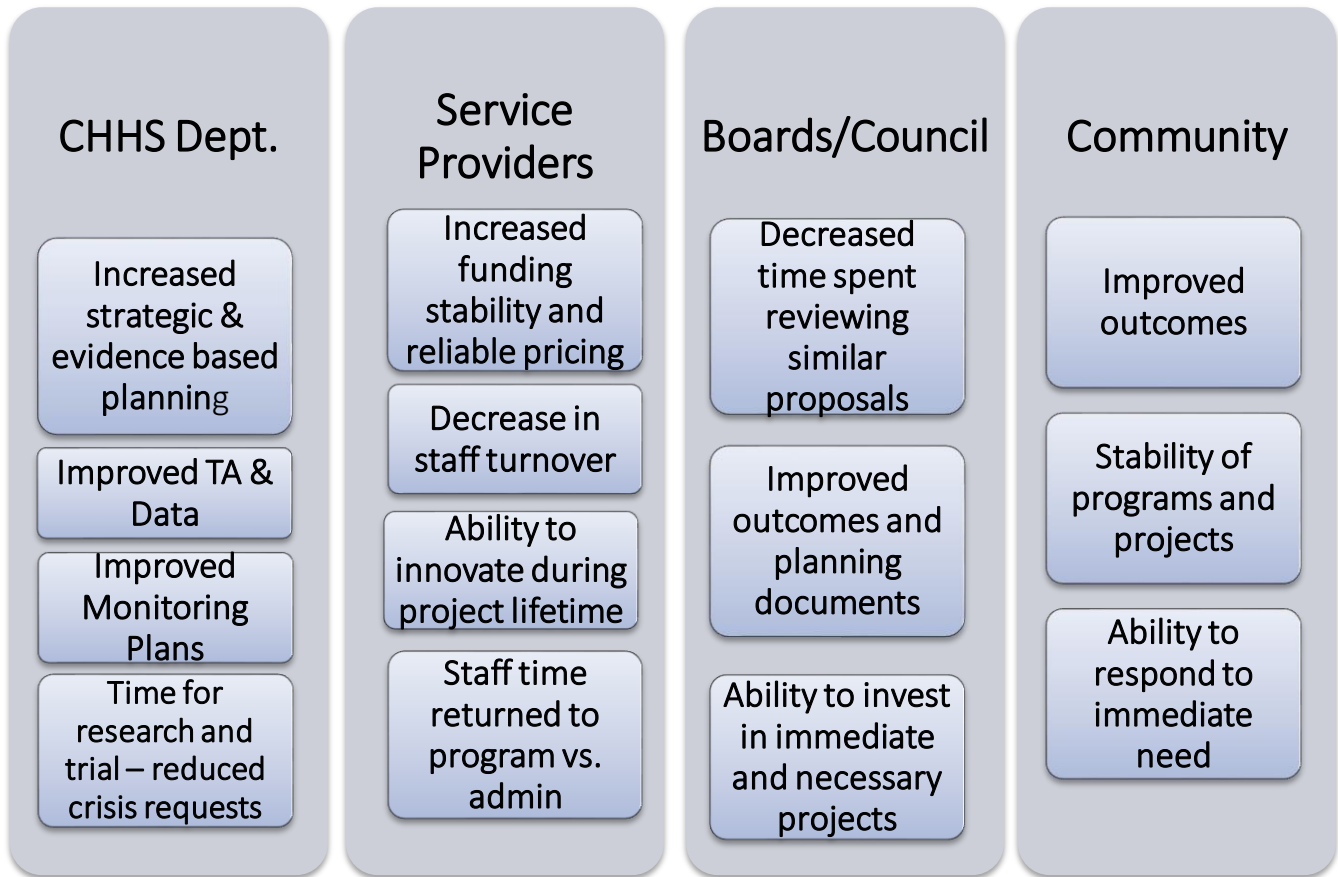 CHHS Dept.
Increased
strategic &
evidence based
planning
Improved TA &
Data
Improved
Monitoring
Plans
Time for
research and
trial – reduced
crisis requests
Service
Providers
Increased
funding
stability and
reliable pricing
Decrease in
staff turnover
Ability to
innovate during
project lifetime
Staff time
returned to
program vs.
admin
Boards/Council
Decreased
time spent
reviewing
similar
proposals
Improved
outcomes and
planning
documents
Ability to invest
in immediate
and necessary
projects
Community
Improved
outcomes
Stability of
programs and
projects
Ability to
respond to
immediate
need